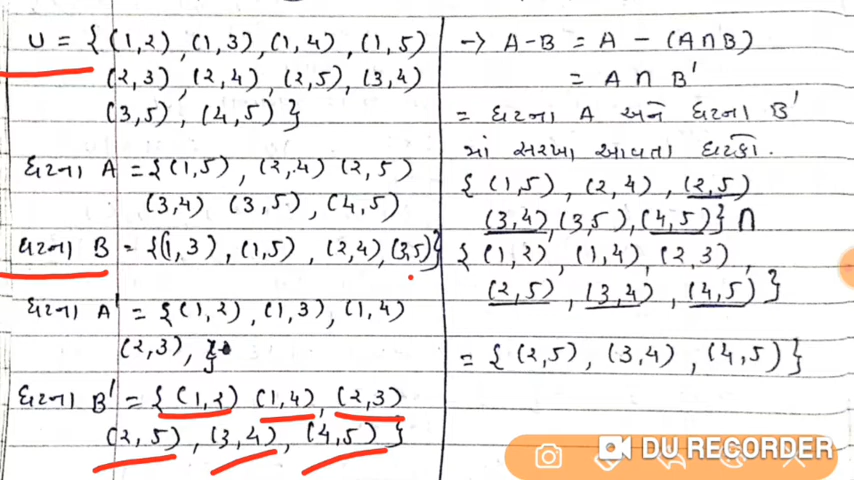 U = {(1,2), (1,3), (1,4), (1,5)
(2,3), (2,4), (2,5), (3,4)
(3,5), (4,5)}
ઘટના A = {(1,5), (2,4) (2,5)
(3,4) (3,5), (4,5)
ઘટના B = {(1,3), (1,5), (2,4), (3,5)}
ઘટના A' = {(1,2), (1,3), (1,4)
(2,3), }
ઘટના B' = {(1,2) (1,4), (2,3)
(2,5), (3,4), (4,5)}
→ A-B = A - (A∩B)
= A ∩ B'
= ઘટના A અને ઘટના B'
માં સરખા આવતા ઘટકો.
{(1,5), (2,4), (2,5)
(3,4), (3,5), (4,5)} ∩
{(1,2), (1,4), (2,3),
(2,5), (3,4), (4,5)}
= {(2,5), (3,4), (4,5)}
DU RECORDER